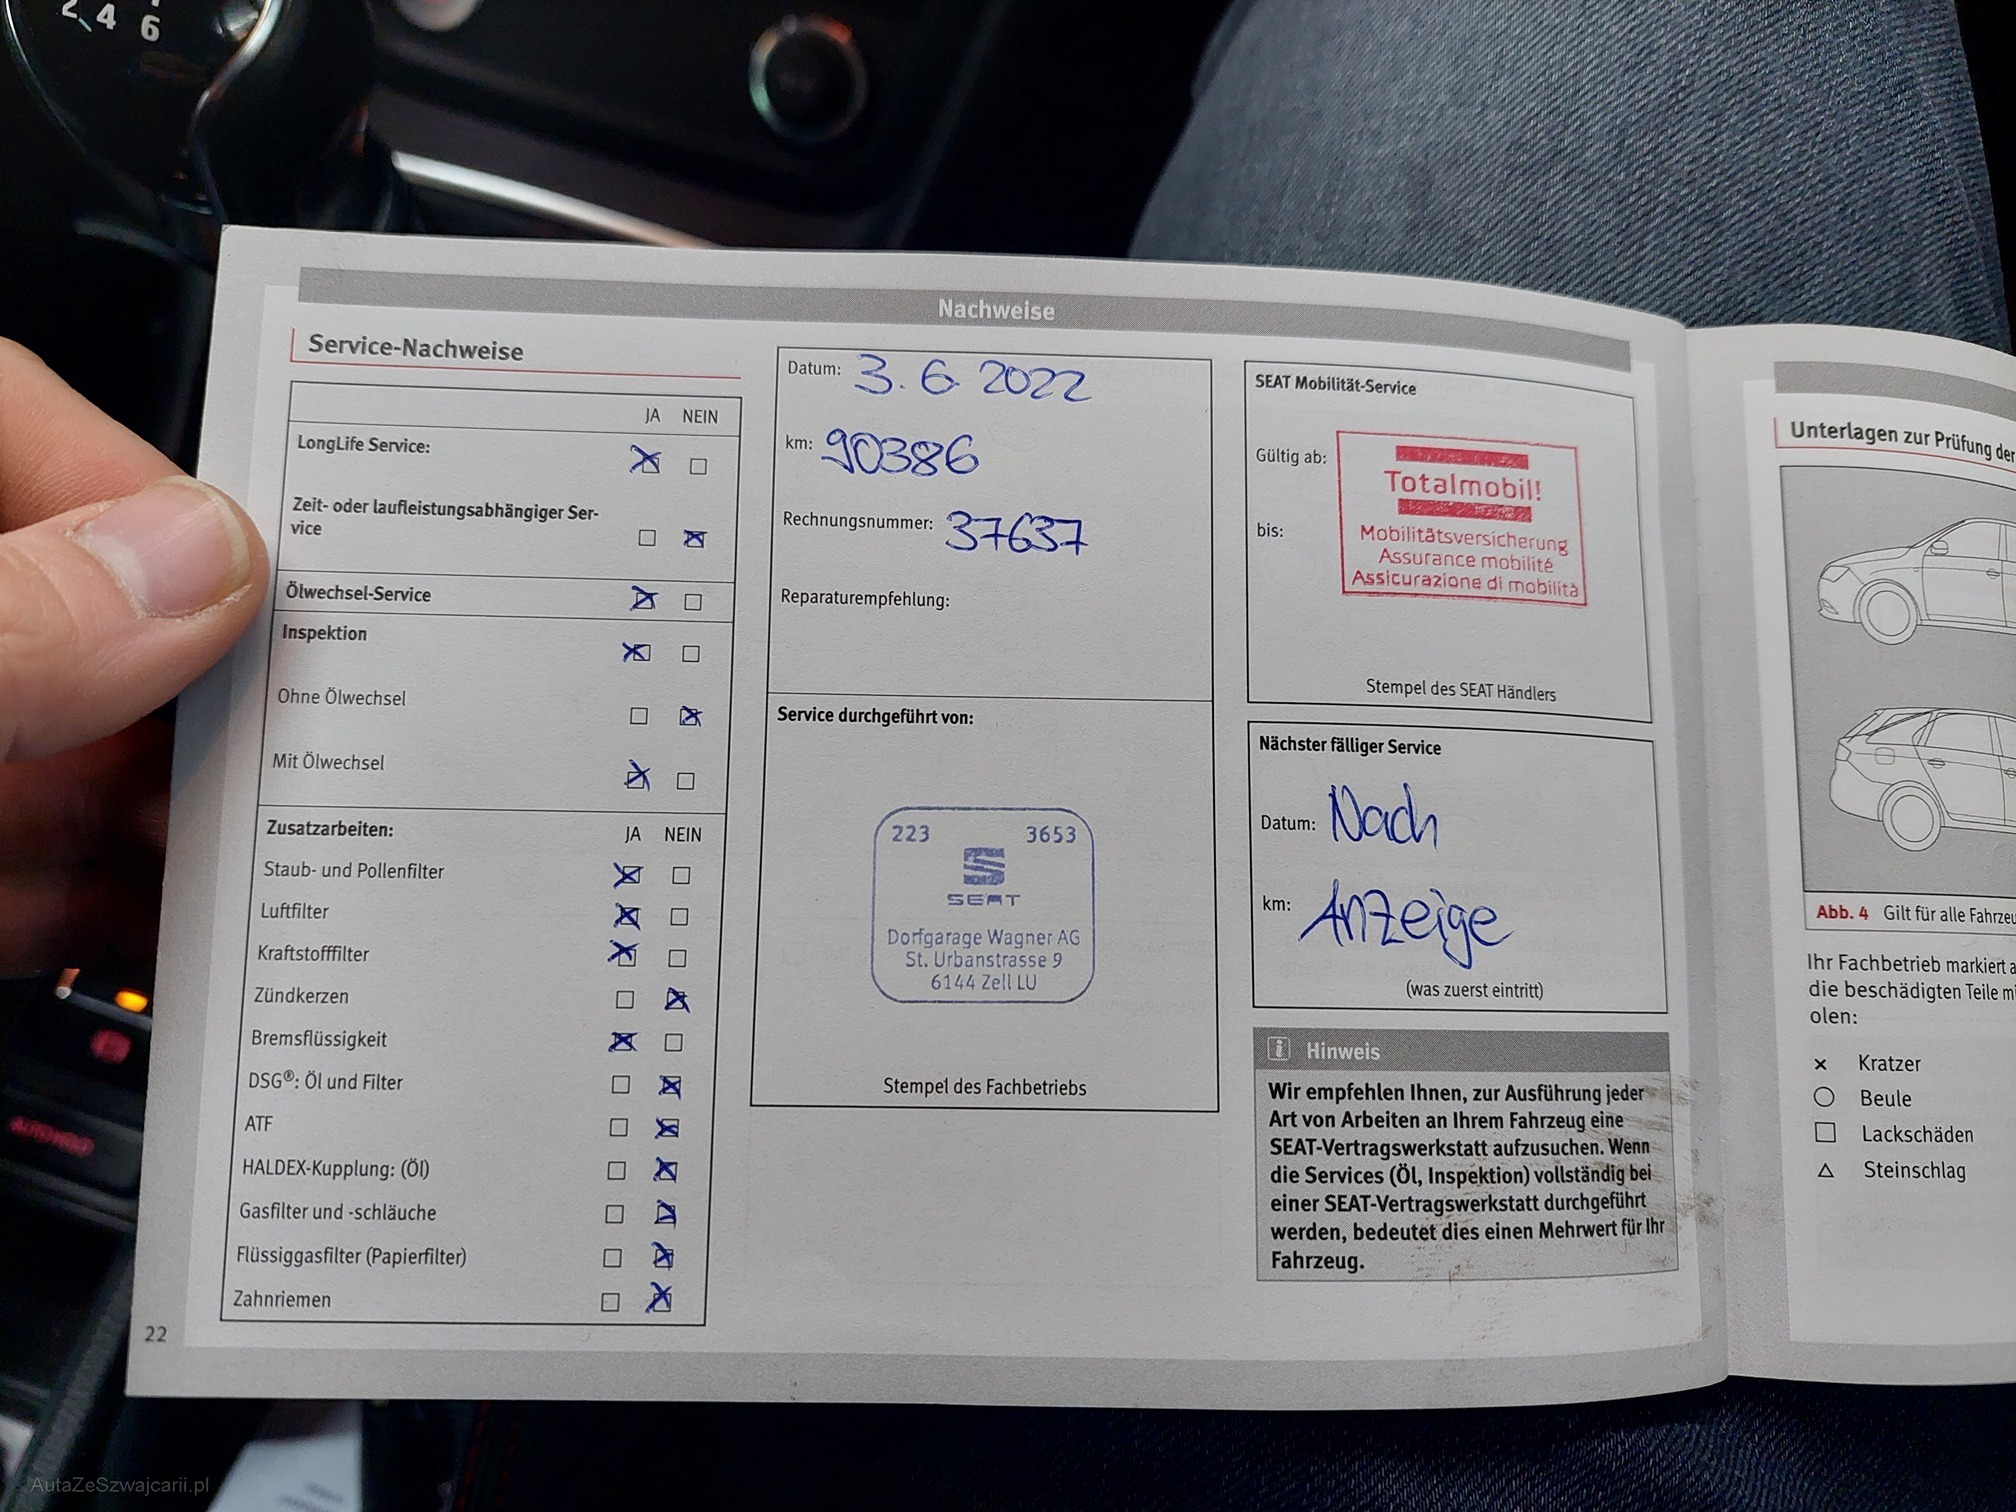 2 4 6
Nachweise
Service-Nachweise
JA NEIN
LongLife Service:
Zeit- oder laufleistungsabhängiger Ser-
vice
Ölwechsel-Service
Inspektion
Ohne Ölwechsel
Mit Ölwechsel
Zusatzarbeiten: JA NEIN
Staub- und Pollenfilter
Luftfilter
Kraftstofffilter
Zündkerzen
Bremsflüssigkeit
DSG®: Öl und Filter
ATF
HALDEX-Kupplung: (Öl)
Gasfilter und -schläuche
Flüssiggasfilter (Papierfilter)
Zahnriemen
22
Datum: 3. 6. 2022
km: 90386
Rechnungsnummer: 37637
Reparaturempfehlung:
Service durchgeführt von:
223 3653
SEAT
Dorfgarage Wagner AG
St. Urbanstrasse 9
6144 Zell LU
Stempel des Fachbetriebs
SEAT Mobilität-Service
Gültig ab:
bis:
Totalmobil!
Mobilitätsversicherung
Assurance mobilité
Assicurazione di mobilità
Stempel des SEAT Händlers
Nächster fälliger Service
Datum: Nach
km: Anzeige
(was zuerst eintritt)
i Hinweis
Wir empfehlen Ihnen, zur Ausführung jeder
Art von Arbeiten an Ihrem Fahrzeug eine
SEAT-Vertragswerkstatt aufzusuchen. Wenn
die Services (Öl, Inspektion) vollständig bei
einer SEAT-Vertragswerkstatt durchgeführt
werden, bedeutet dies einen Mehrwert für Ihr
Fahrzeug.
Unterlagen zur Prüfung der
Abb. 4 Gilt für alle Fahrzeu
Ihr Fachbetrieb markiert a
die beschädigten Teile mi
olen:
Kratzer
Beule
Lackschäden
Steinschlag
AUTO HOLD
AutaZeSzwajcarii.pl